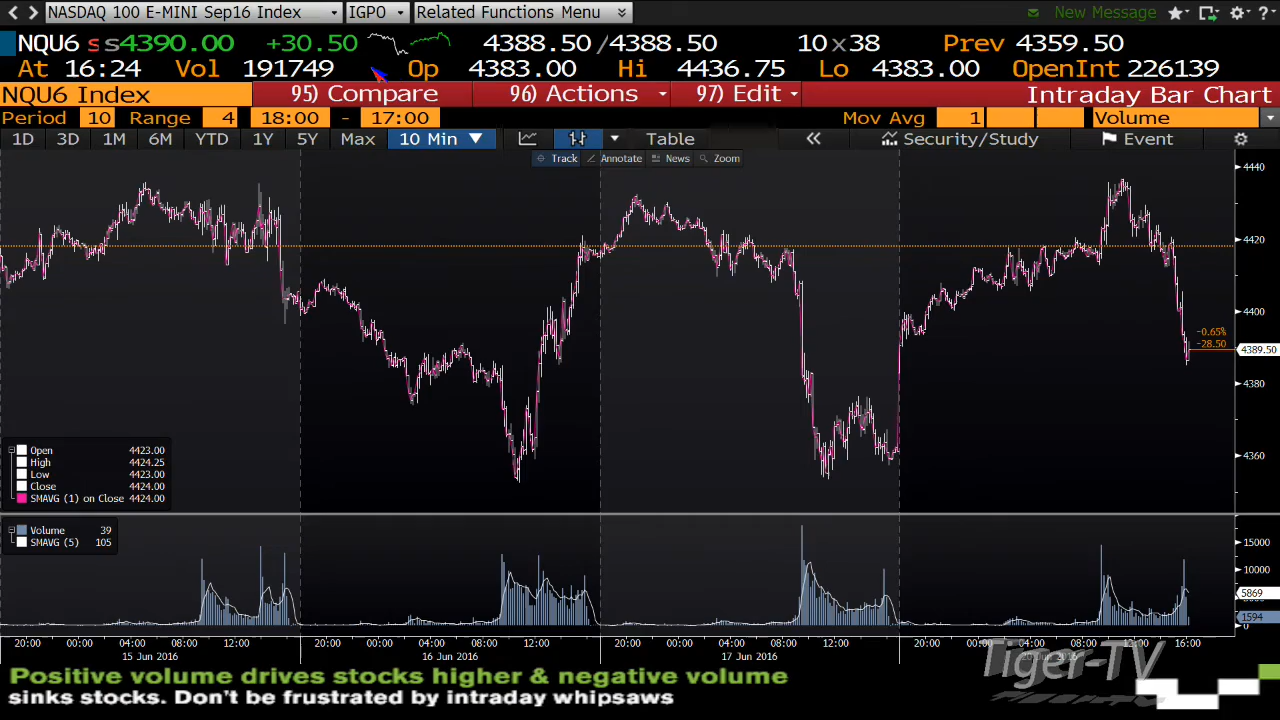 NASDAQ 100 E-MINI Sep16 Index IGPO Related Functions Menu New Message ?
NQU6 s s4390.00 +30.50 4388.50/4388.50 10x38 Prev 4359.50
At 16:24 Vol 191749 Op 4383.00 Hi 4436.75 Lo 4383.00 OpenInt 226139
NQU6 Index 95) Compare 96) Actions 97) Edit Intraday Bar Chart
Period 10 Range 4 18:00 - 17:00 Mov Avg 1 Volume
1D 3D 1M 6M YTD 1Y 5Y Max 10 Min Table Security/Study Event
Track Annotate News Zoom
4440
4420
4400
-0.65%
-28.50
4389.50
4380
4360
Open 4423.00
High 4424.25
Low 4423.00
Close 4424.00
SMAVG (1) on Close 4424.00
Volume 39
SMAVG (5) 105
15000
10000
5869
1594
0
20:00 00:00 04:00 08:00 12:00 20:00 00:00 04:00 08:00 12:00 20:00 00:00 04:00 08:00 12:00 20:00 00:00 04:00 08:00 12:00 16:00
15 Jun 2016 16 Jun 2016 17 Jun 2016
Tiger-TV
Positive volume drives stocks higher & negative volume
sinks stocks. Don't be frustrated by intraday whipsaws